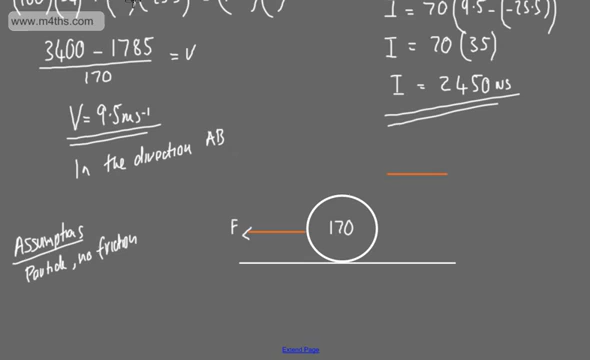 www.m4ths.com
3400 - 1785
170
= V
V = 9.5ms-1
In the direction AB
I = 70(9.5 - (-25.5))
I = 70(35)
I = 2450 Ns
Assumptions
Particle, no friction
F
170
Extend Page